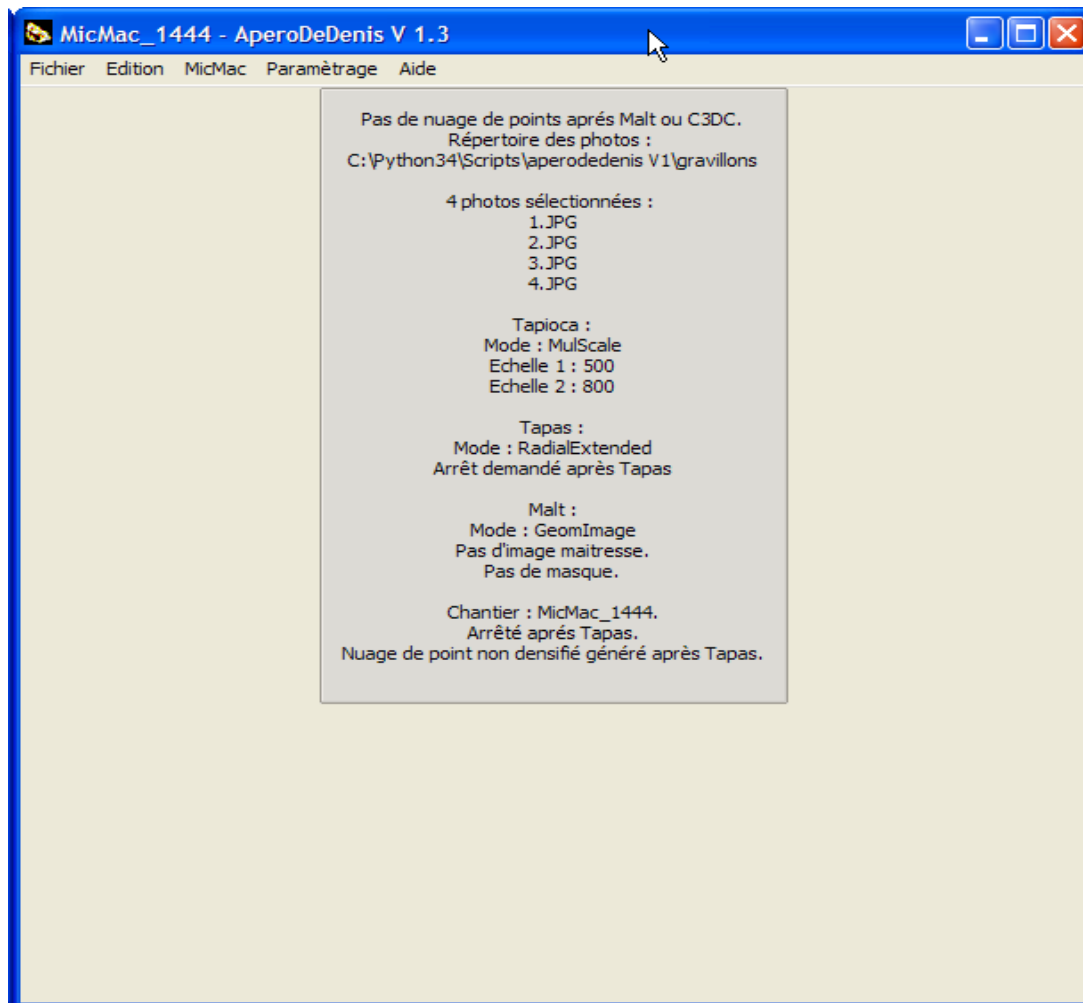 MicMac_1444 - AperoDeDenis V 1.3
Fichier Edition MicMac Paramètrage Aide
Pas de nuage de points aprés Malt ou C3DC.
Répertoire des photos :
C:\Python34\Scripts\aperodedenis V1\gravillons
4 photos sélectionnées :
1.JPG
2.JPG
3.JPG
4.JPG
Tapioca :
Mode : MulScale
Echelle 1 : 500
Echelle 2 : 800
Tapas :
Mode : RadialExtended
Arrêt demandé après Tapas
Malt :
Mode : GeomImage
Pas d'image maitresse.
Pas de masque.
Chantier : MicMac_1444.
Arrêté aprés Tapas.
Nuage de point non densifié généré après Tapas.